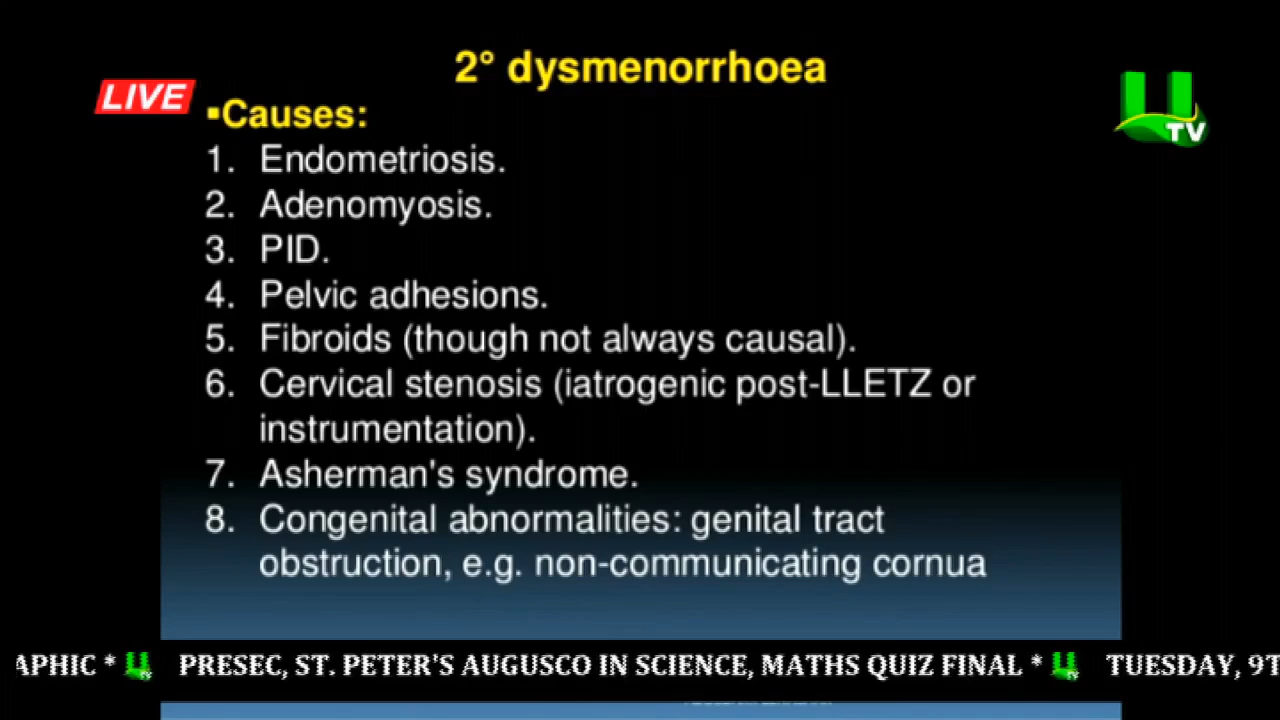 2° dysmenorrhoea
LIVE
▪Causes:
TV
1. Endometriosis.
2. Adenomyosis.
3. PID.
4. Pelvic adhesions.
5. Fibroids (though not always causal).
6. Cervical stenosis (iatrogenic post-LLETZ or
instrumentation).
7. Asherman's syndrome.
8. Congenital abnormalities: genital tract
obstruction, e.g. non-communicating cornua
APHIC * PRESEC, ST. PETER'S AUGUSCO IN SCIENCE, MATHS QUIZ FINAL * TUESDAY, 9T